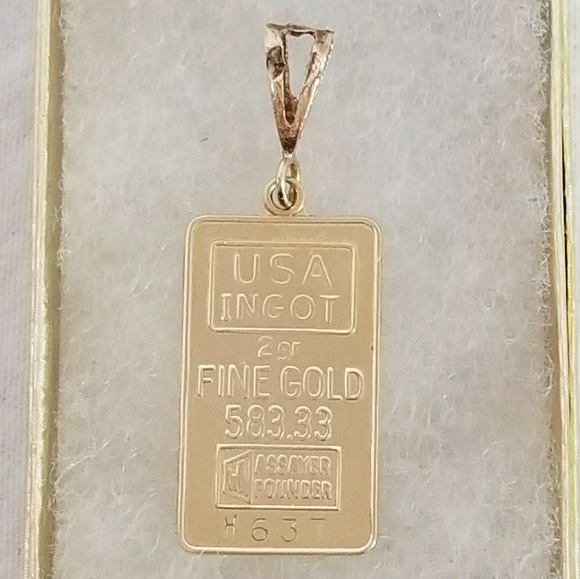 USA
INGOT
2gr
FINE GOLD
583.33
ASSAYER
FOUNDER
H637